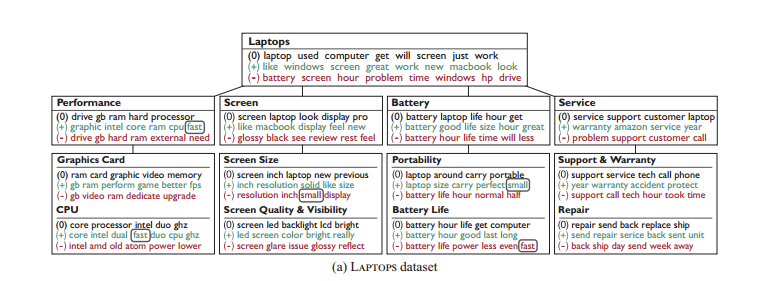 Laptops
(0) laptop used computer get will screen just work
(+) like windows screen great work new macbook look
(-) battery screen hour problem time windows hp drive
Performance
(0) drive gb ram hard processor
(+) graphic intel core ram cpu fast
(-) drive gb hard ram external need
Screen
(0) screen laptop look display pro
(+) like macbook display feel new
(-) glossy black see review rest feel
Battery
(0) battery laptop life hour get
(+) battery good life size hour great
(-) battery hour life time will less
Service
(0) service support customer laptop
(+) warranty amazon service year
(-) problem support customer call
Graphics Card
(0) ram card graphic video memory
(+) gb ram perform game better fps
(-) gb video ram dedicate upgrade
CPU
(0) core processor intel duo ghz
(+) core intel dual fast duo cpu ghz
(-) intel amd old atom power lower
Screen Size
(0) screen inch laptop new previous
(+) inch resolution solid like size
(-) resolution inch small display
Screen Quality & Visibility
(0) screen led backlight lcd bright
(+) led screen color bright really
(-) screen glare issue glossy reflect
Portability
(0) laptop around carry portable
(+) laptop size carry perfect small
(-) battery life hour normal half
Battery Life
(0) battery hour get computer
(+) battery hour good last long
(-) battery life power less even fast
Support & Warranty
(0) support service tech call phone
(+) year warranty accident protect
(-) support call tech hour took time
Repair
(0) repair send back replace ship
(+) send repair serice back sent unit
(-) back ship day send week away
(a) LAPTOPS dataset